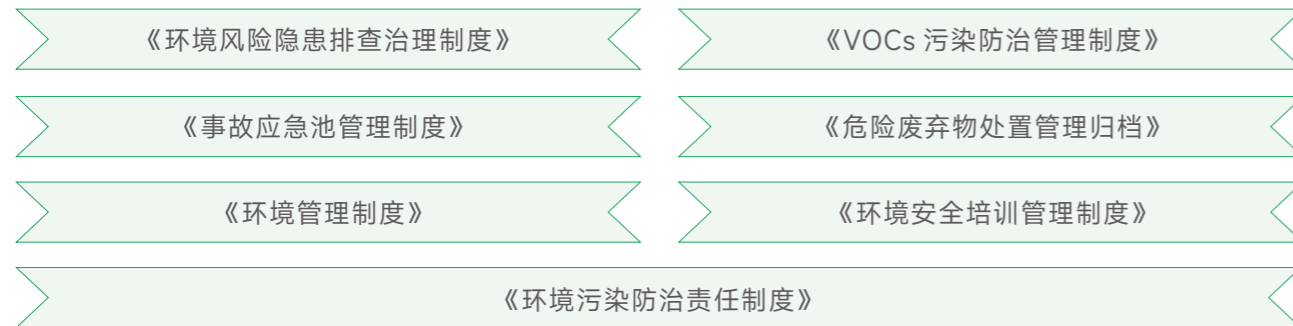 《环境风险隐患排查治理制度》
《VOCs 污染防治管理制度》
《事故应急池管理制度》
《危险废弃物处置管理归档》
《环境管理制度》
《环境安全培训管理制度》
《环境污染防治责任制度》